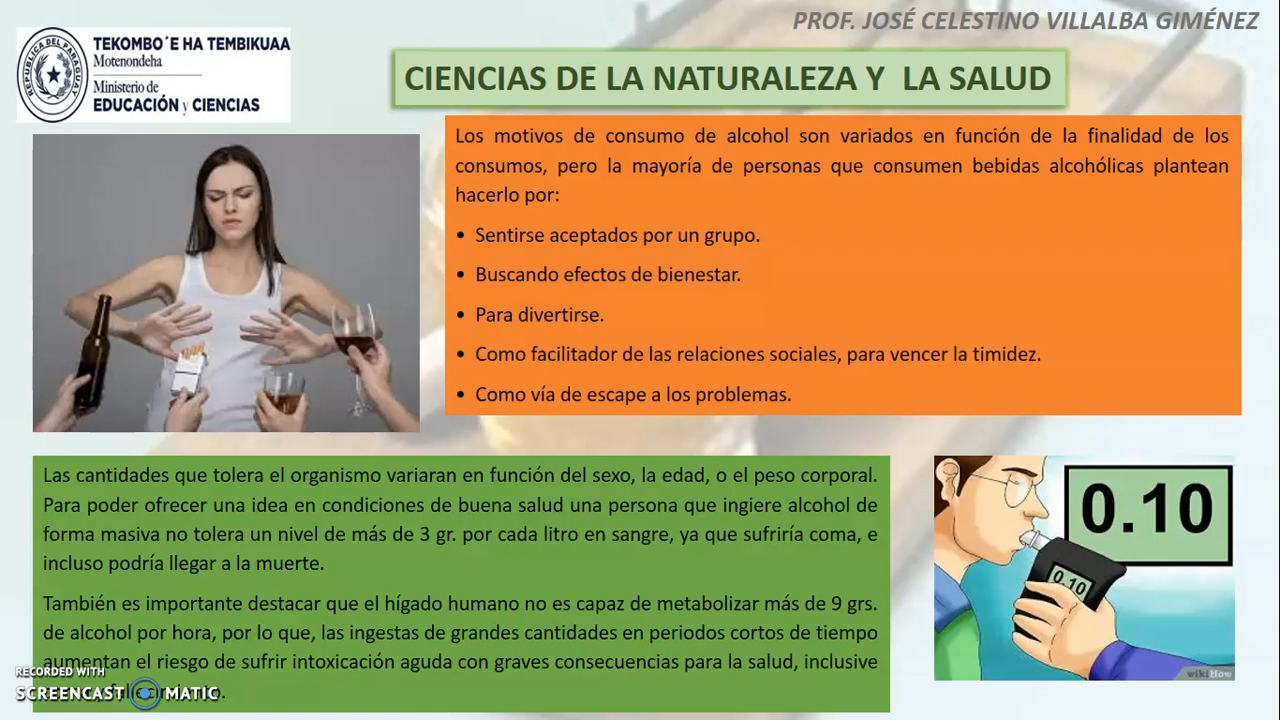 PROF. JOSÉ CELESTINO VILLALBA GIMÉNEZ
REPUBLICA DEL PARAGUAY
TEKOMBO´E HA TEMBIKUAA
Motenondeha
Ministerio de
EDUCACIÓN y CIENCIAS
CIENCIAS DE LA NATURALEZA Y LA SALUD
Los motivos de consumo de alcohol son variados en función de la finalidad de los
consumos, pero la mayoría de personas que consumen bebidas alcohólicas plantean
hacerlo por:
• Sentirse aceptados por un grupo.
• Buscando efectos de bienestar.
• Para divertirse.
• Como facilitador de las relaciones sociales, para vencer la timidez.
• Como vía de escape a los problemas.
Las cantidades que tolera el organismo variaran en función del sexo, la edad, o el peso corporal.
Para poder ofrecer una idea en condiciones de buena salud una persona que ingiere alcohol de
forma masiva no tolera un nivel de más de 3 gr. por cada litro en sangre, ya que sufriría coma, e
incluso podría llegar a la muerte.
También es importante destacar que el hígado humano no es capaz de metabolizar más de 9 grs.
de alcohol por hora, por lo que, las ingestas de grandes cantidades en periodos cortos de tiempo
aumentan el riesgo de sufrir intoxicación aguda con graves consecuencias para la salud, inclusive
0.10
0.10
wikiHow
RECORDED WITH
SCREENCAST MATIC